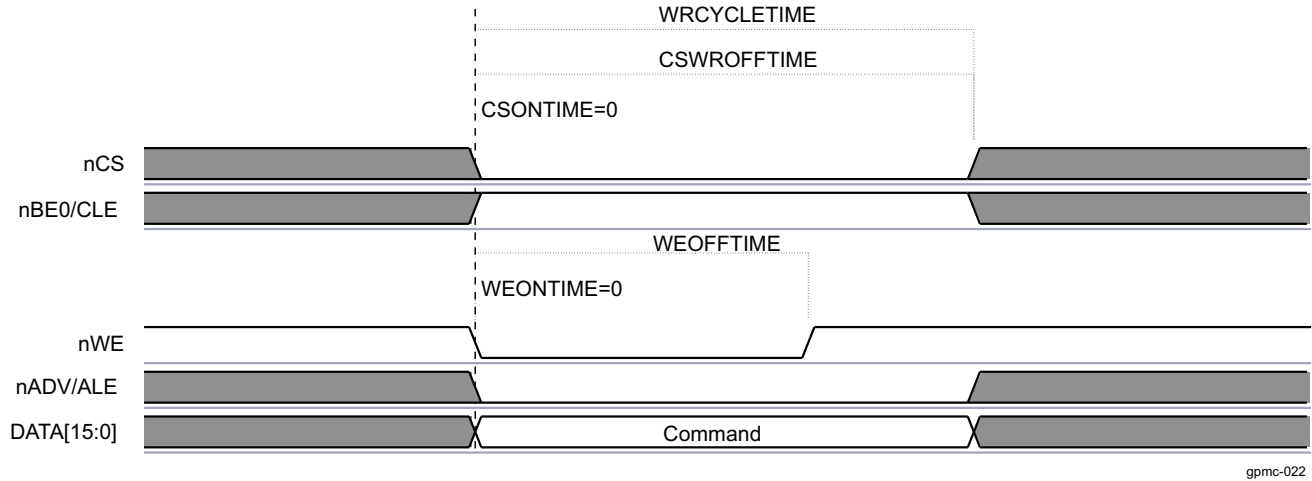 WRCYCLETIME
CSWROFFTIME
CSONTIME=0
nCS
nBE0/CLE
WEOFFTIME
WEONTIME=0
nWE
nADV/ALE
DATA[15:0]
Command
gpmc-022